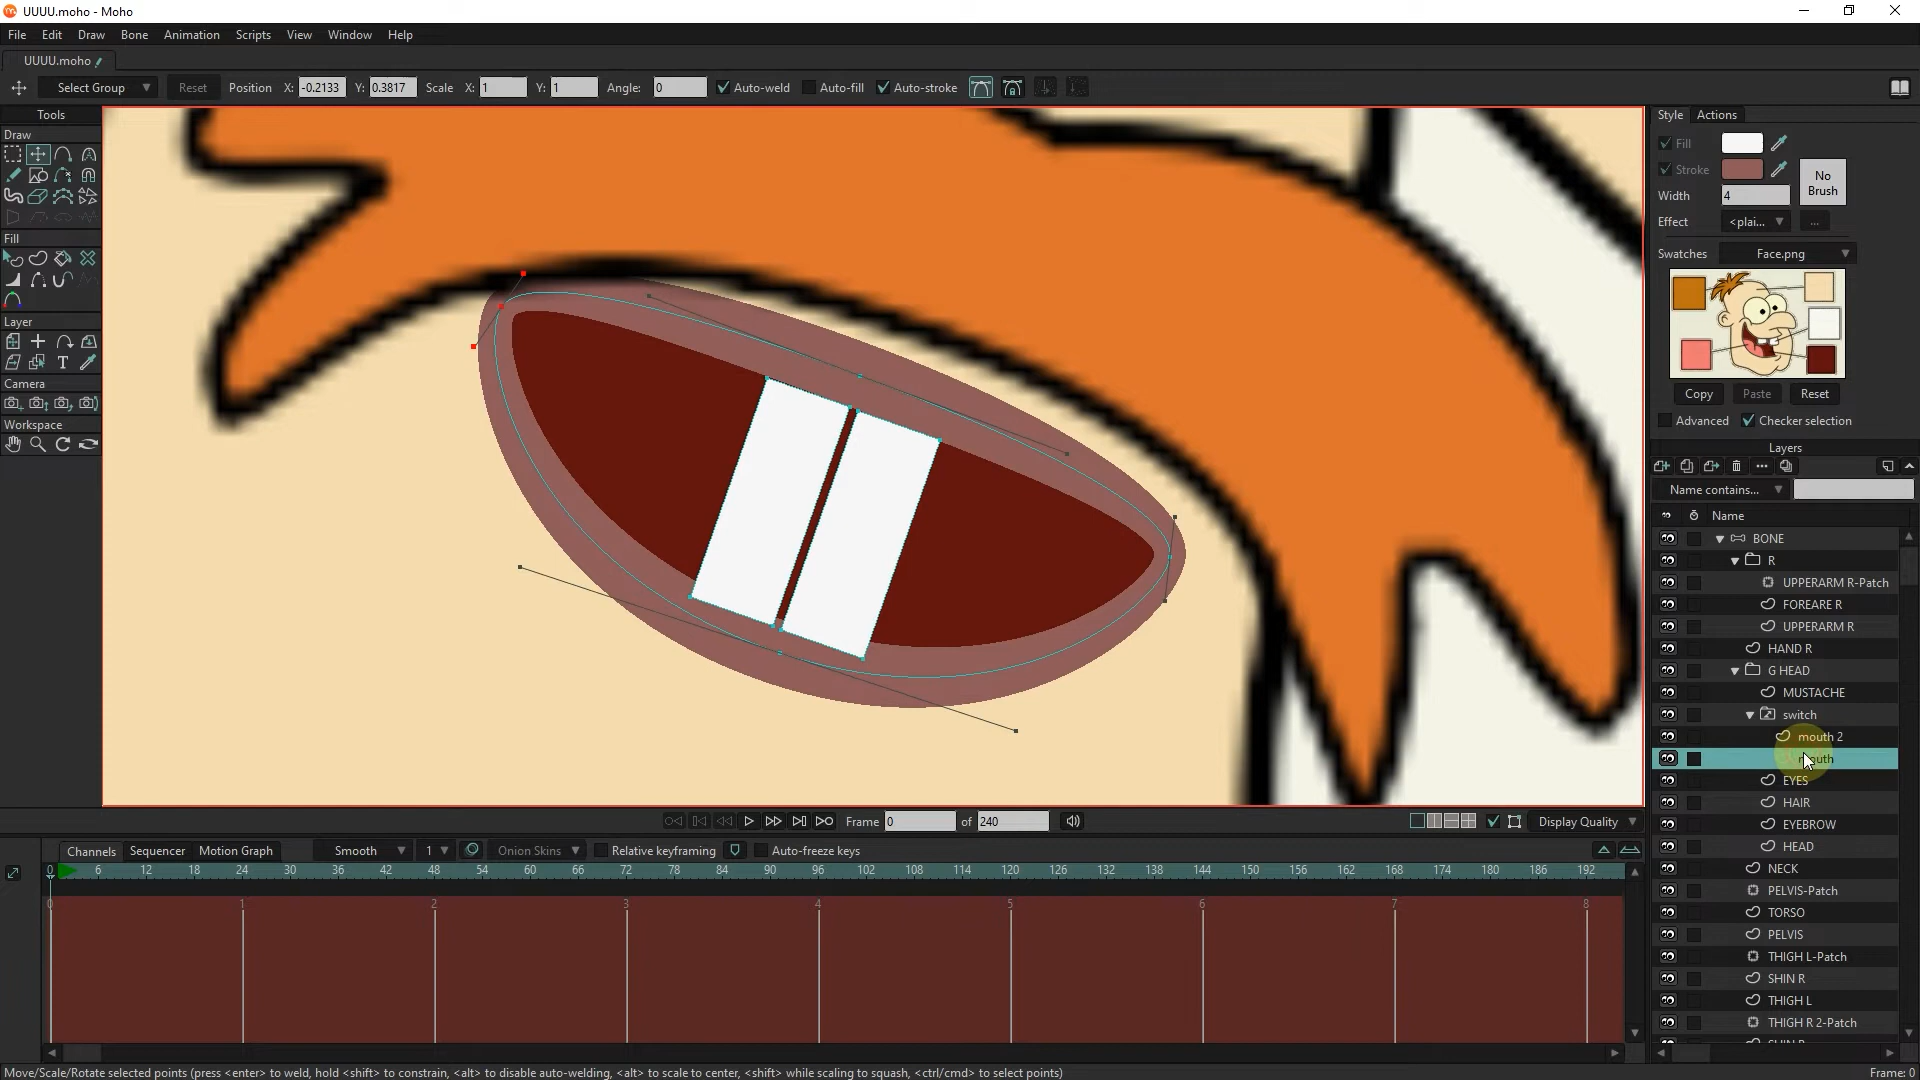 UUUU.moho - Moho
File Edit Draw Bone Animation Scripts View Window Help
UUUU.moho
Select Group Reset Position X: -0.2133 Y: 0.3817 Scale X: 1 Y: 1 Angle: 0 Auto-weld Auto-fill Auto-stroke
Tools
Draw
Fill
Layer
Camera
Workspace
Style Actions
Fill
Stroke
No Brush
Width 4
Effect <plai... ...
Swatches Face.png
Copy Paste Reset
Advanced Checker selection
Layers
Name contains...
Name
BONE
R
UPPERARM R-Patch
FOREARE R
UPPERARM R
HAND R
G HEAD
MUSTACHE
switch
mouth 2
mouth
EYES
HAIR
EYEBROW
HEAD
NECK
PELVIS-Patch
TORSO
PELVIS
THIGH L-Patch
SHIN R
THIGH L
THIGH R 2-Patch
Frame 0 of 240 Display Quality
Channels Sequencer Motion Graph Smooth 1 Onion Skins Relative keyframing Auto-freeze keys
0 6 12 18 24 30 36 42 48 54 60 66 72 78 84 90 96 102 108 114 120 126 132 138 144 150 156 162 168 174 180 186 192
0 1 2 3 4 5 6 7 8
Move/Scale/Rotate selected points (press <enter> to weld, hold <shift> to constrain, <alt> to disable auto-welding, <alt> to scale to center, <shift> while scaling to squash, <ctrl/cmd> to select points) Frame: 0